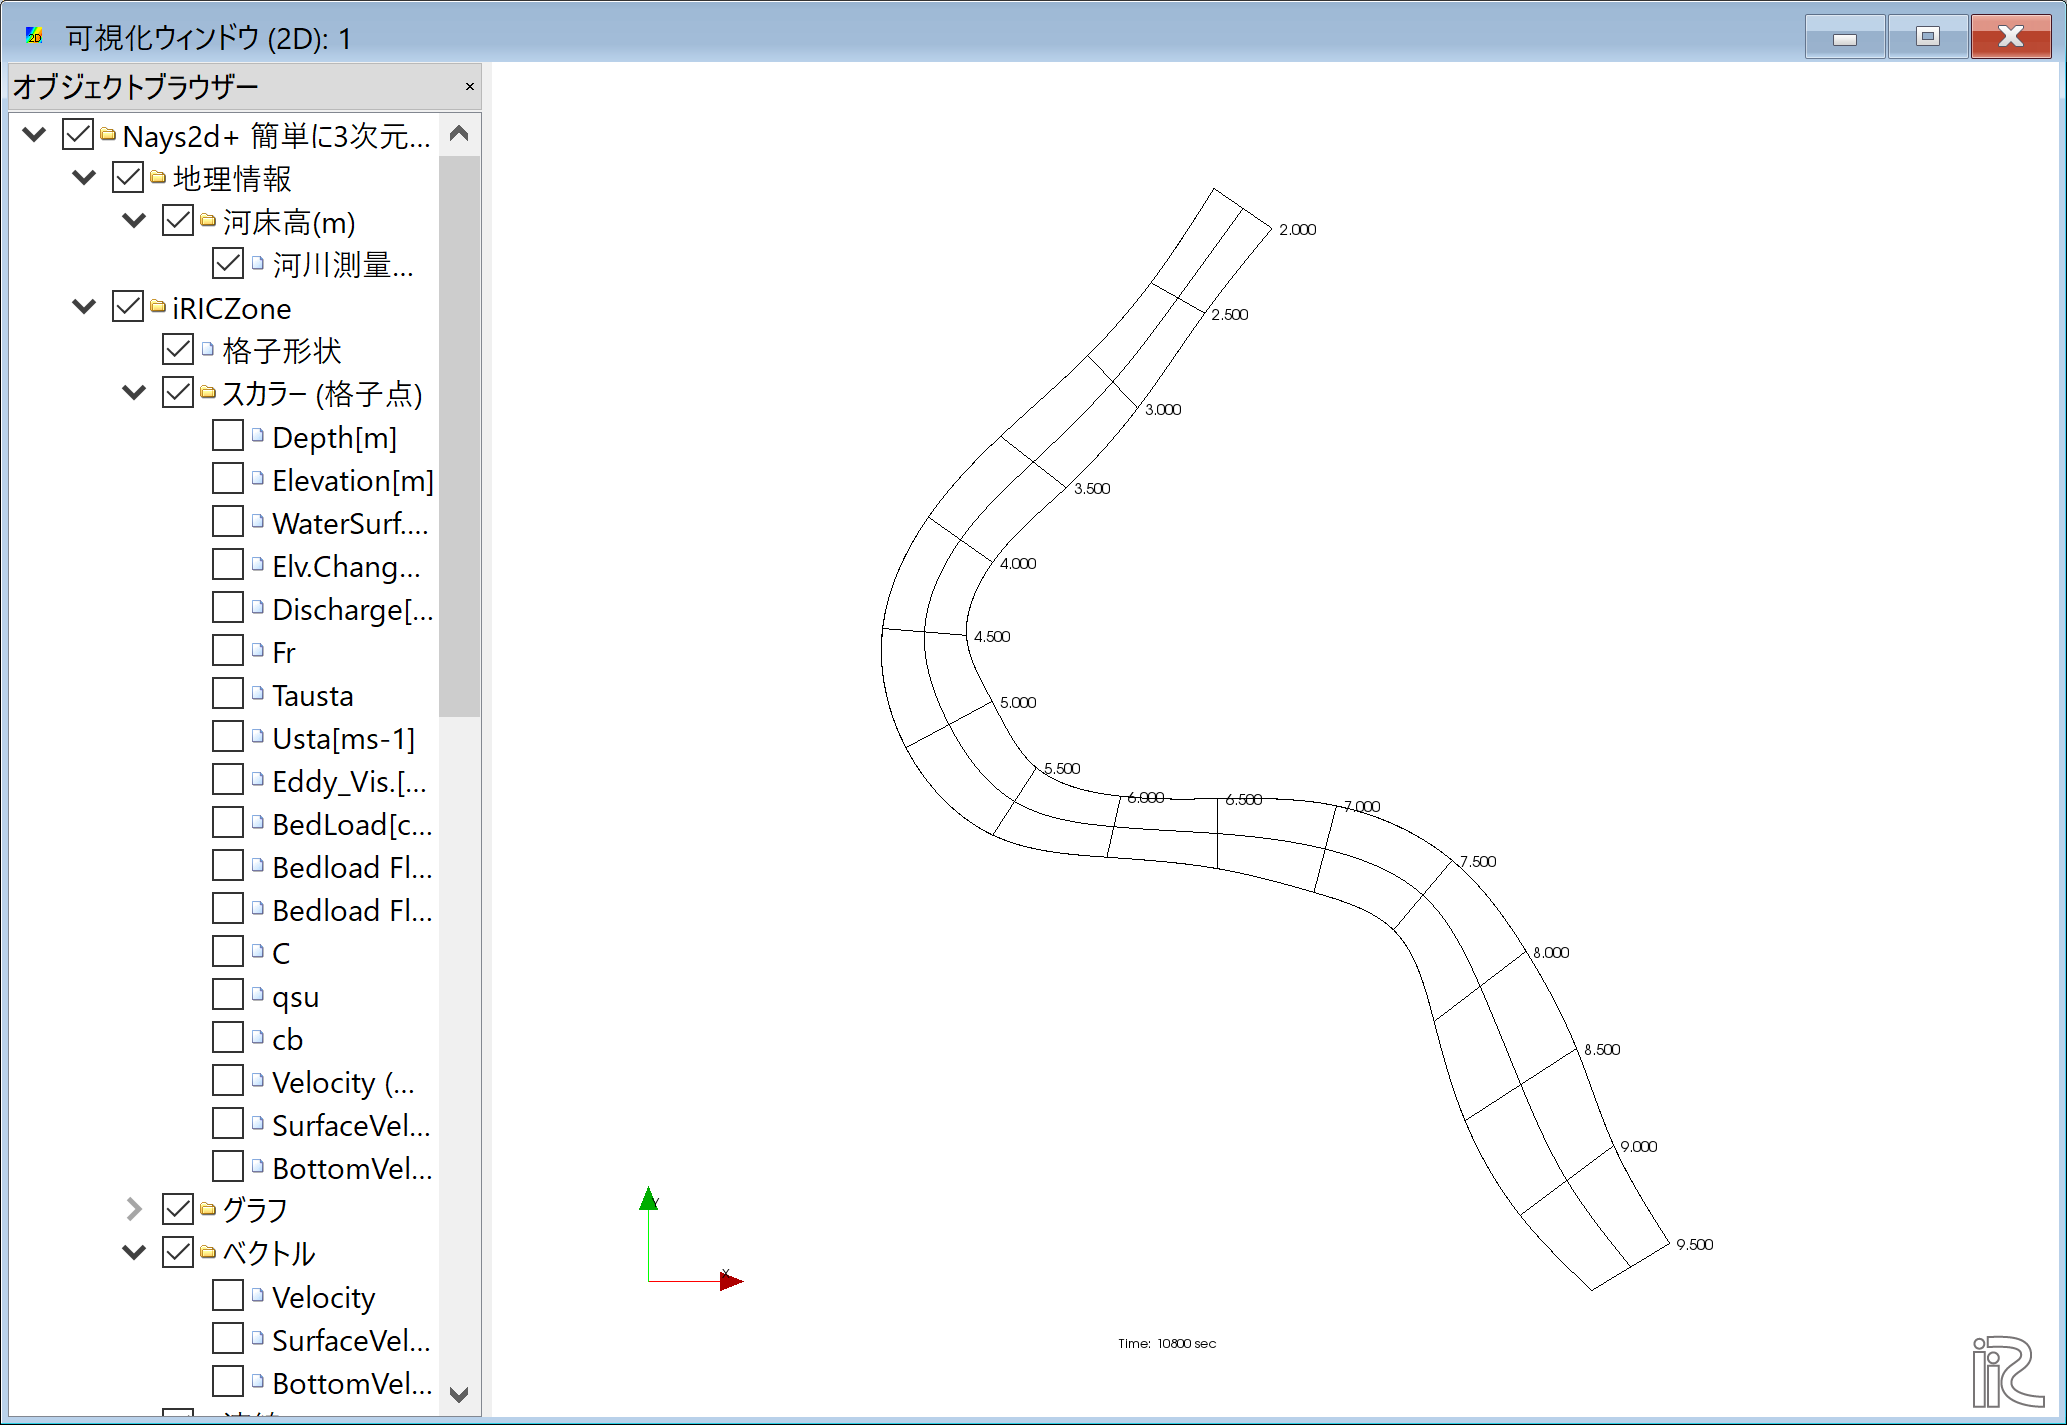 可視化ウィンドウ (2D): 1
オブジェクトブラウザー
Nays2d+ 簡単に3次元...
地理情報
河床高(m)
河川測量...
iRICZone
格子形状
スカラー (格子点)
Depth[m]
Elevation[m]
WaterSurf....
Elv.Chang...
Discharge[...
Fr
Tausta
Usta[ms-1]
Eddy_Vis.[...
BedLoad[c...
Bedload Fl...
Bedload Fl...
C
qsu
cb
Velocity (...
SurfaceVel...
BottomVel...
グラフ
ベクトル
Velocity
SurfaceVel...
BottomVel...
2.000
2.500
3.000
3.500
4.000
4.500
5.000
5.500
6.000
6.500
7.000
7.500
8.000
8.500
9.000
9.500
Y
X
Time: 10800 sec
iRIC